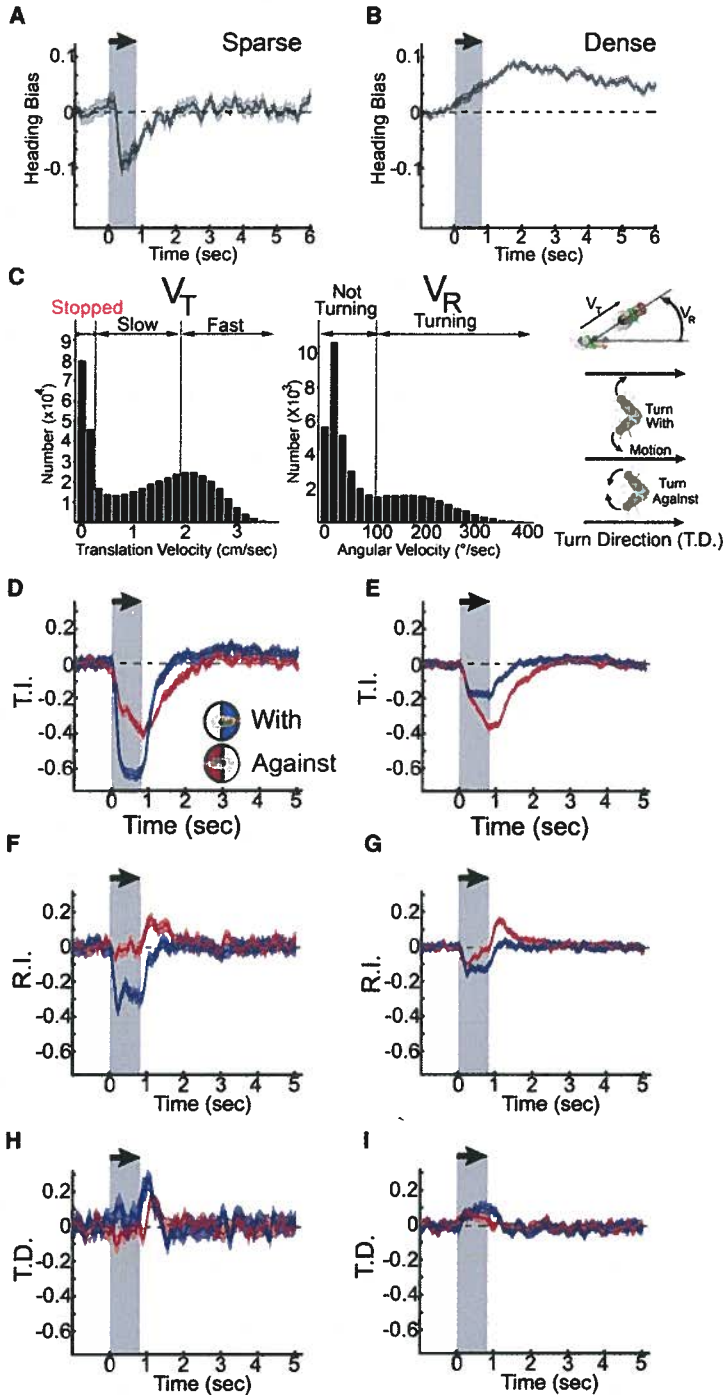 A
Sparse
0.1
0
-0.1
Heading Bias
0 1 2 3 4 5 6
Time (sec)
B
Dense
0.1
0
-0.1
Heading Bias
0 1 2 3 4 5 6
Time (sec)
C
VT
Stopped
Slow
Fast
9
8
7
6
5
4
3
2
1
Number (x10⁴)
0 1 2 3
Translation Velocity (cm/sec)
VR
Not Turning
Turning
10
6
2
Number (X10³)
0 100 200 300 400
Angular Velocity (°/sec)
VT
VR
Turn With
Motion
Turn Against
Turn Direction (T.D.)
D
0.2
0
-0.2
-0.4
-0.6
T.I.
With
Against
0 1 2 3 4 5
Time (sec)
E
0.2
0
-0.2
-0.4
-0.6
T.I.
0 1 2 3 4 5
Time (sec)
F
0.2
0
-0.2
-0.4
-0.6
R.I.
0 1 2 3 4 5
Time (sec)
G
0.2
0
-0.2
-0.4
-0.6
R.I.
0 1 2 3 4 5
Time (sec)
H
0.2
0
-0.2
-0.4
-0.6
T.D.
0 1 2 3 4 5
Time (sec)
I
0.2
0
-0.2
-0.4
-0.6
T.D.
0 1 2 3 4 5
Time (sec)